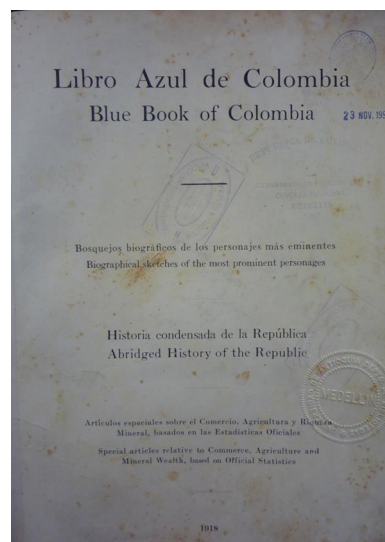 Libro Azul de Colombia
Blue Book of Colombia
23 NOV. 199
Bosquejos biográficos de los personajes más eminentes
Biographical sketches of the most prominent personages
Historia condensada de la República
Abridged History of the Republic
MEDELLIN
Artículos especiales sobre el Comercio, Agricultura y Riqueza
Mineral, basados en las Estadísticas Oficiales
Special articles relative to Commerce, Agriculture and
Mineral Wealth, based on Official Statistics
1918